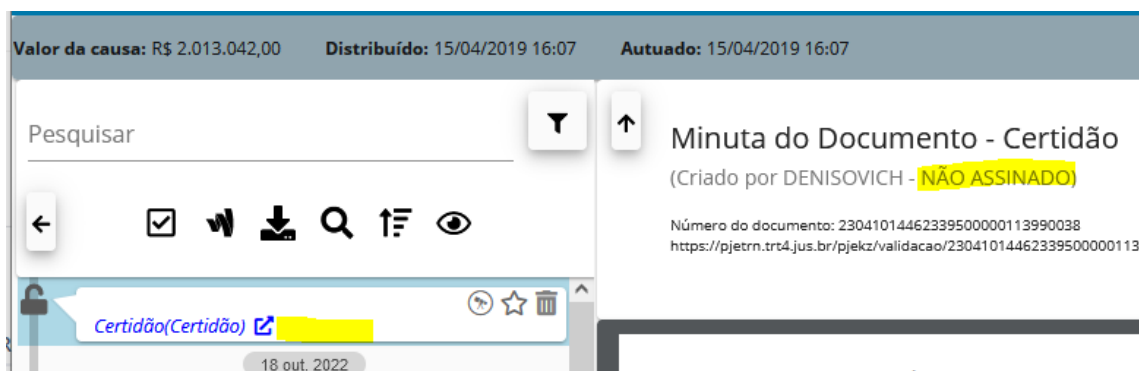 Valor da causa: R$ 2.013.042,00 Distribuído: 15/04/2019 16:07 Autuado: 15/04/2019 16:07
Pesquisar
Minuta do Documento - Certidão
(Criado por DENISOVICH - NÃO ASSINADO)
Número do documento: 23041014462339500000113990038
https://pjetrn.trt4.jus.br/pjekz/validacao/23041014462339500000113
Certidão(Certidão)
18 out. 2022